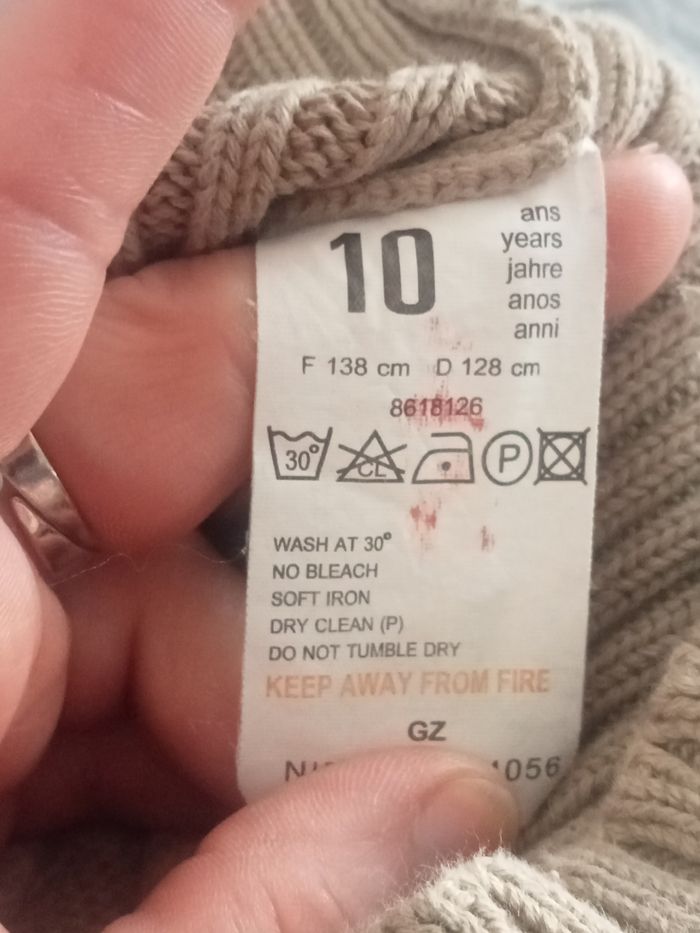 10
ans
years
jahre
anos
anni
F 138 cm D 128 cm
8618126
30° CL P
WASH AT 30°
NO BLEACH
SOFT IRON
DRY CLEAN (P)
DO NOT TUMBLE DRY
KEEP AWAY FROM FIRE
GZ